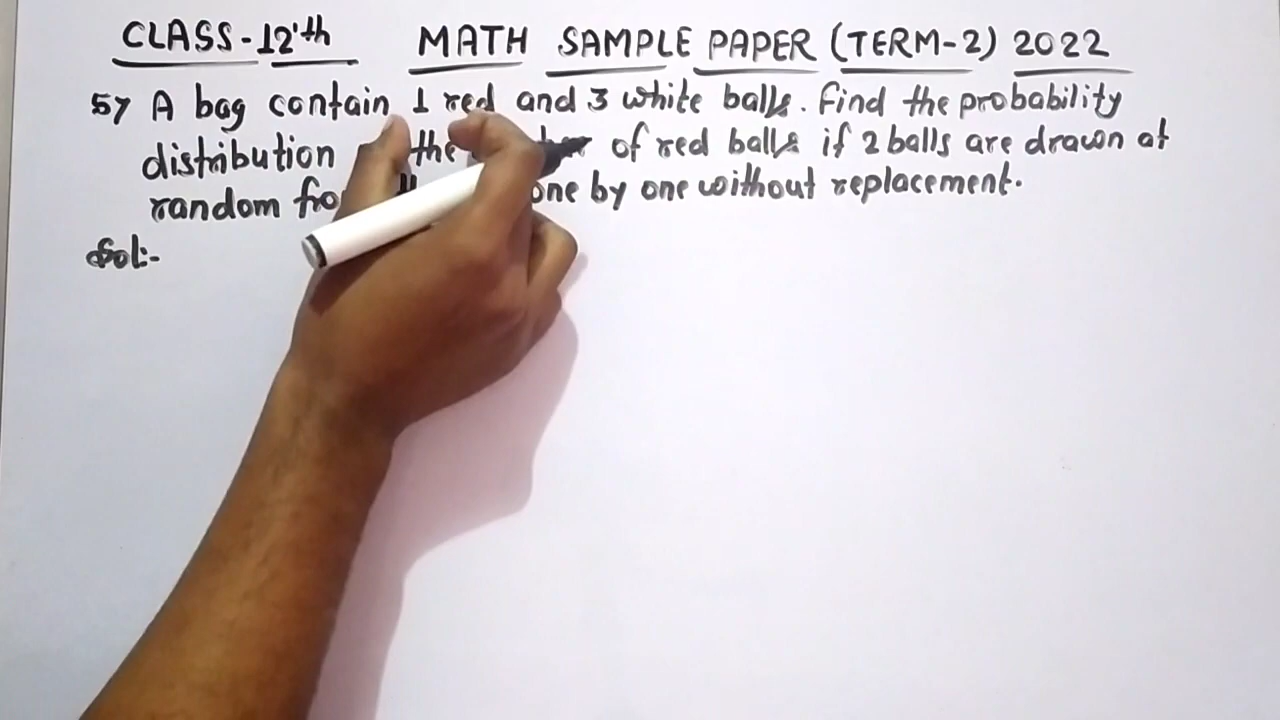 CLASS-12'th MATH SAMPLE PAPER (TERM-2) 2022
5) A bag contain 1 red and 3 white balls. Find the probability
distribution the of red balls if 2 balls are drawn at
random one by one without replacement.
Sol:-